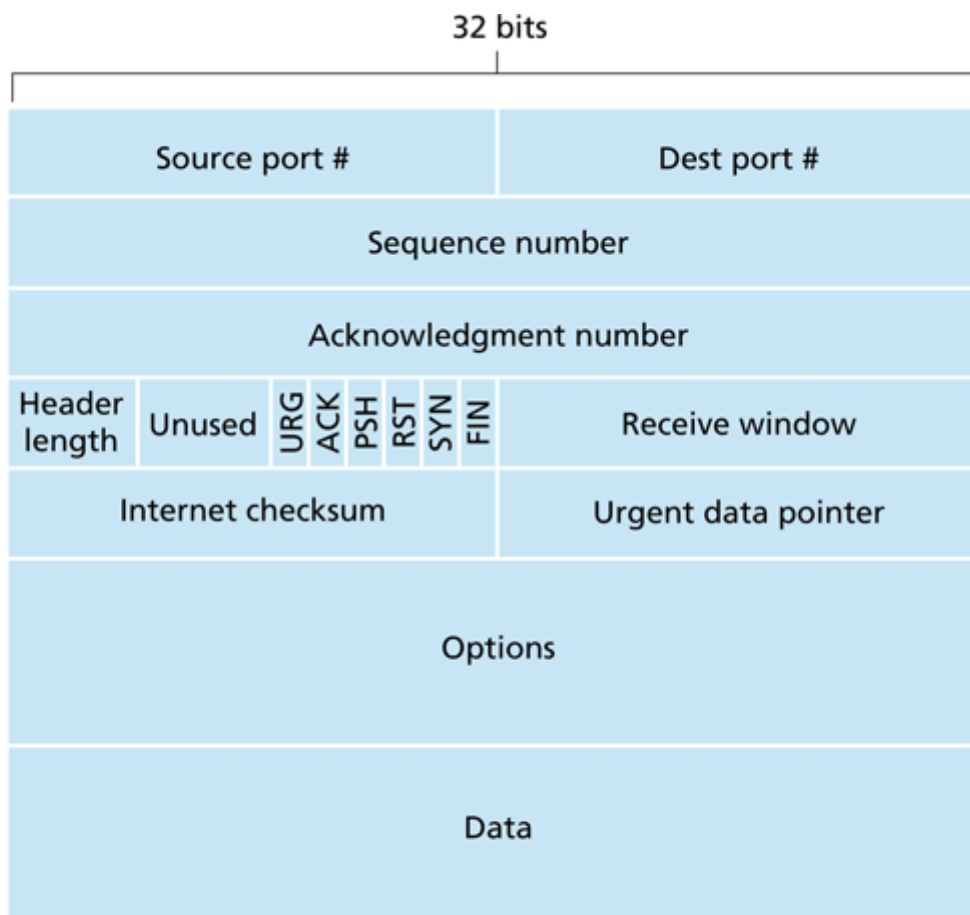 32 bits
Source port #
Dest port #
Sequence number
Acknowledgment number
Header
length
Unused
URG
ACK
PSH
RST
SYN
FIN
Receive window
Internet checksum
Urgent data pointer
Options
Data